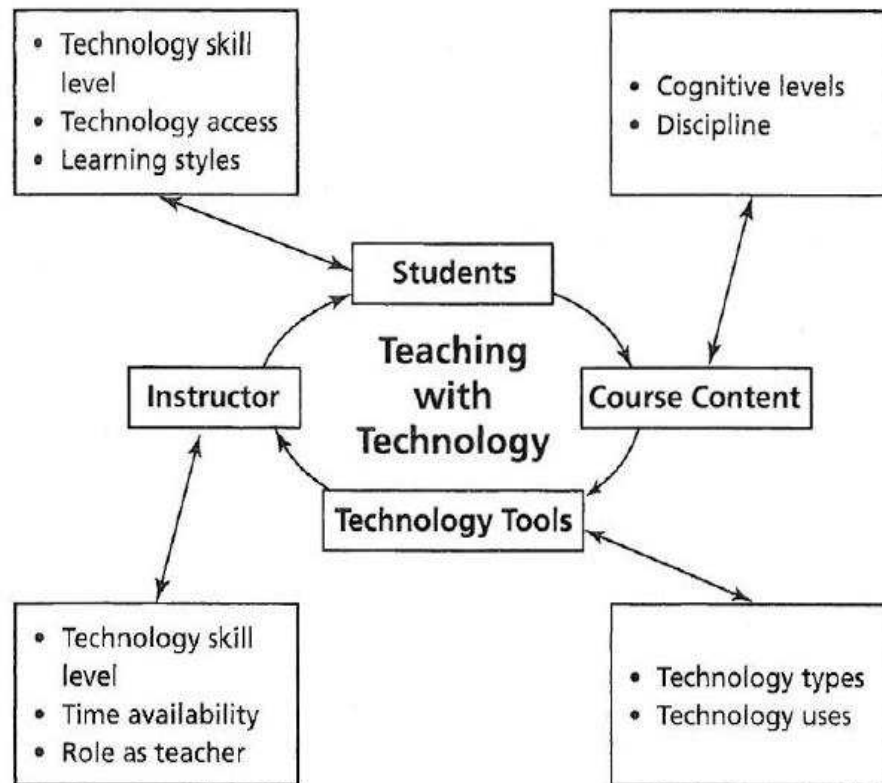 • Technology skill
level
• Technology access
• Learning styles
• Cognitive levels
• Discipline
Students
Teaching
with
Technology
Instructor
Course Content
Technology Tools
• Technology skill
level
• Time availability
• Role as teacher
• Technology types
• Technology uses